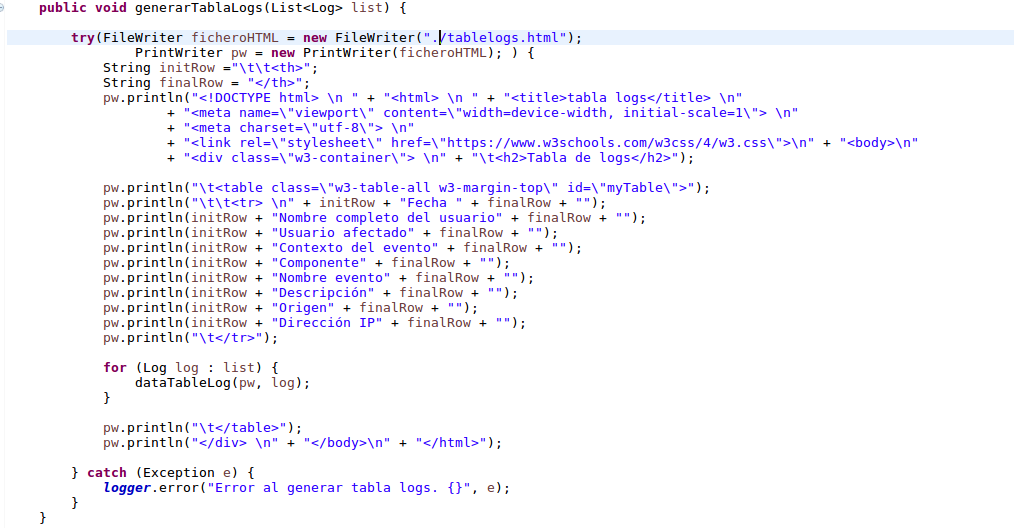 public void generarTablaLogs(List<Log> list) {
try(FileWriter ficheroHTML = new FileWriter("./tablelogs.html");
PrintWriter pw = new PrintWriter(ficheroHTML); ) {
String initRow ="\t\t<th>";
String finalRow = "</th>";
pw.println("<!DOCTYPE html> \n " + "<html> \n " + "<title>tabla logs</title> \n"
+ "<meta name=\"viewport\" content=\"width=device-width, initial-scale=1\"> \n"
+ "<meta charset=\"utf-8\"> \n"
+ "<link rel=\"stylesheet\" href=\"https://www.w3schools.com/w3css/4/w3.css\">\n" + "<body>\n"
+ "<div class=\"w3-container\"> \n" + "\t<h2>Tabla de logs</h2>");
pw.println("\t<table class=\"w3-table-all w3-margin-top\" id=\"myTable\">");
pw.println("\t\t<tr> \n" + initRow + "Fecha " + finalRow + "");
pw.println(initRow + "Nombre completo del usuario" + finalRow + "");
pw.println(initRow + "Usuario afectado" + finalRow + "");
pw.println(initRow + "Contexto del evento" + finalRow + "");
pw.println(initRow + "Componente" + finalRow + "");
pw.println(initRow + "Nombre evento" + finalRow + "");
pw.println(initRow + "Descripción" + finalRow + "");
pw.println(initRow + "Origen" + finalRow + "");
pw.println(initRow + "Dirección IP" + finalRow + "");
pw.println("\t</tr>");
for (Log log : list) {
dataTableLog(pw, log);
}
pw.println("\t</table>");
pw.println("</div> \n" + "</body>\n" + "</html>");
} catch (Exception e) {
logger.error("Error al generar tabla logs. {}", e);
}
}